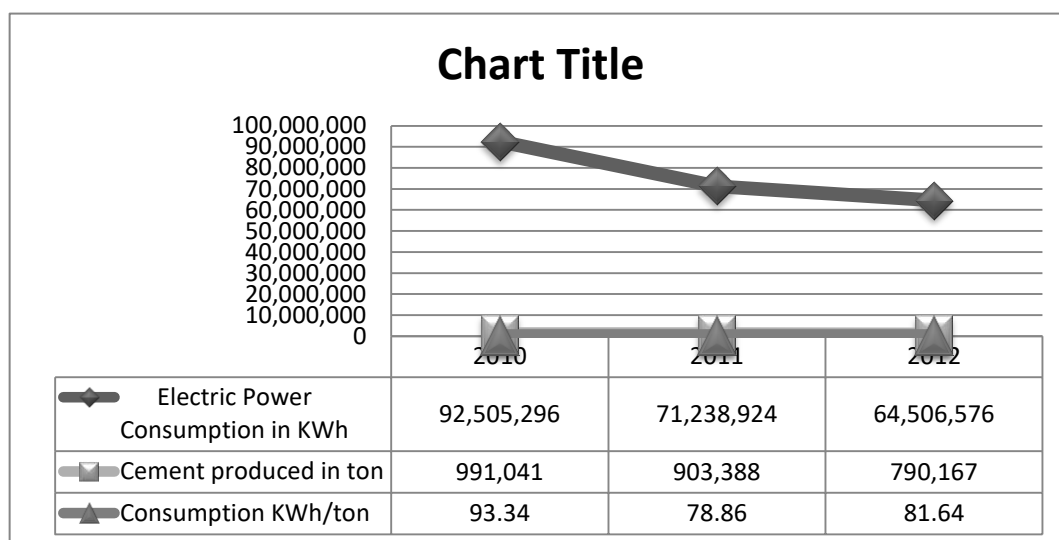 Chart Title
100,000,000
90,000,000
80,000,000
70,000,000
60,000,000
50,000,000
40,000,000
30,000,000
20,000,000
10,000,000
0
2010 2011 2012
Electric Power
Consumption in KWh 92,505,296 71,238,924 64,506,576
Cement produced in ton 991,041 903,388 790,167
Consumption KWh/ton 93.34 78.86 81.64